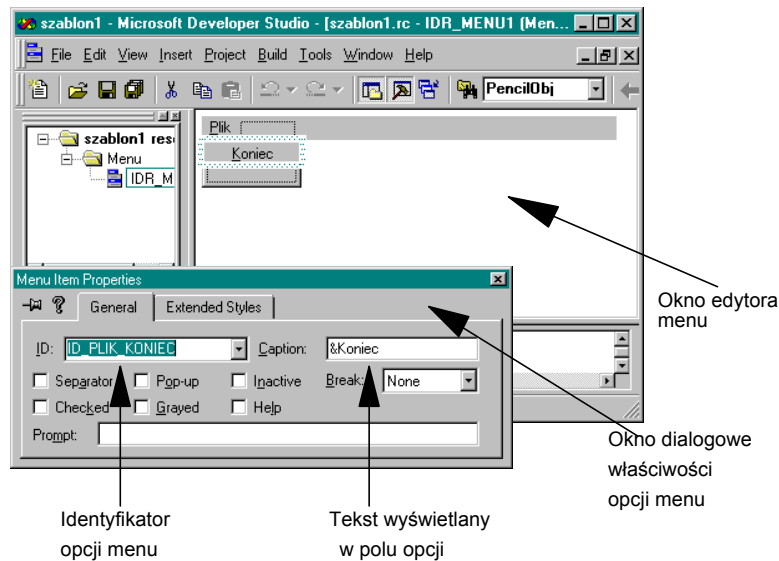 szablon1 - Microsoft Developer Studio - [szablon1.rc - IDR_MENU1 (Men...
File Edit View Insert Project Build Tools Window Help
PencilObj
szablon1 res
Menu
IDR_M
Plik
Koniec
Menu Item Properties
General Extended Styles
ID: ID_PLIK_KONIEC Caption: &Koniec
Separator Pop-up Inactive Break: None
Checked Grayed Help
Prompt:
Okno edytora
menu
Okno dialogowe
właściwości
opcji menu
Identyfikator
opcji menu
Tekst wyświetlany
w polu opcji